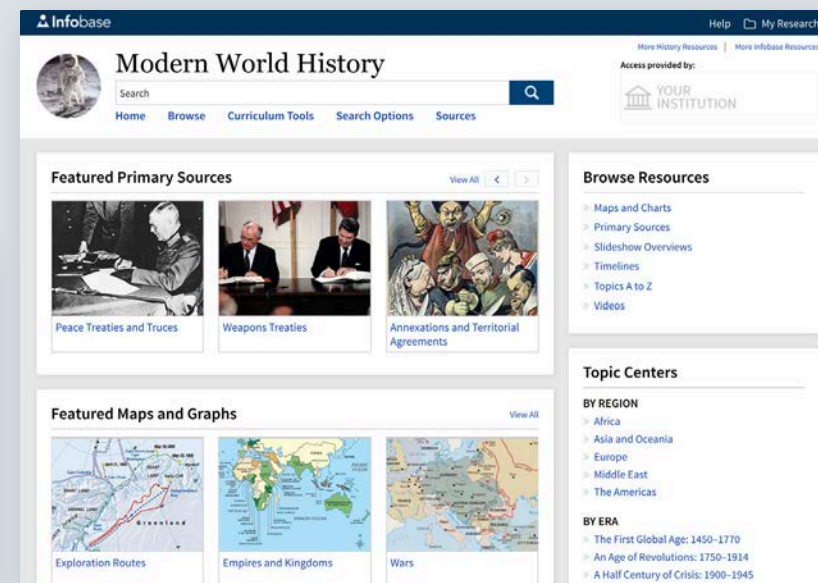 Infobase
Help My Research
More History Resources | More Infobase Resources
Modern World History
Access provided by:
Search
YOUR
INSTITUTION
Home Browse Curriculum Tools Search Options Sources
Featured Primary Sources
View All
Peace Treaties and Truces
Weapons Treaties
Annexations and Territorial
Agreements
Featured Maps and Graphs
View All
Greenland
Exploration Routes
Empires and Kingdoms
Wars
Browse Resources
» Maps and Charts
» Primary Sources
» Slideshow Overviews
» Timelines
» Topics A to Z
» Videos
Topic Centers
BY REGION
» Africa
» Asia and Oceania
» Europe
» Middle East
» The Americas
BY ERA
» The First Global Age: 1450–1770
» An Age of Revolutions: 1750–1914
» A Half Century of Crisis: 1900–1945